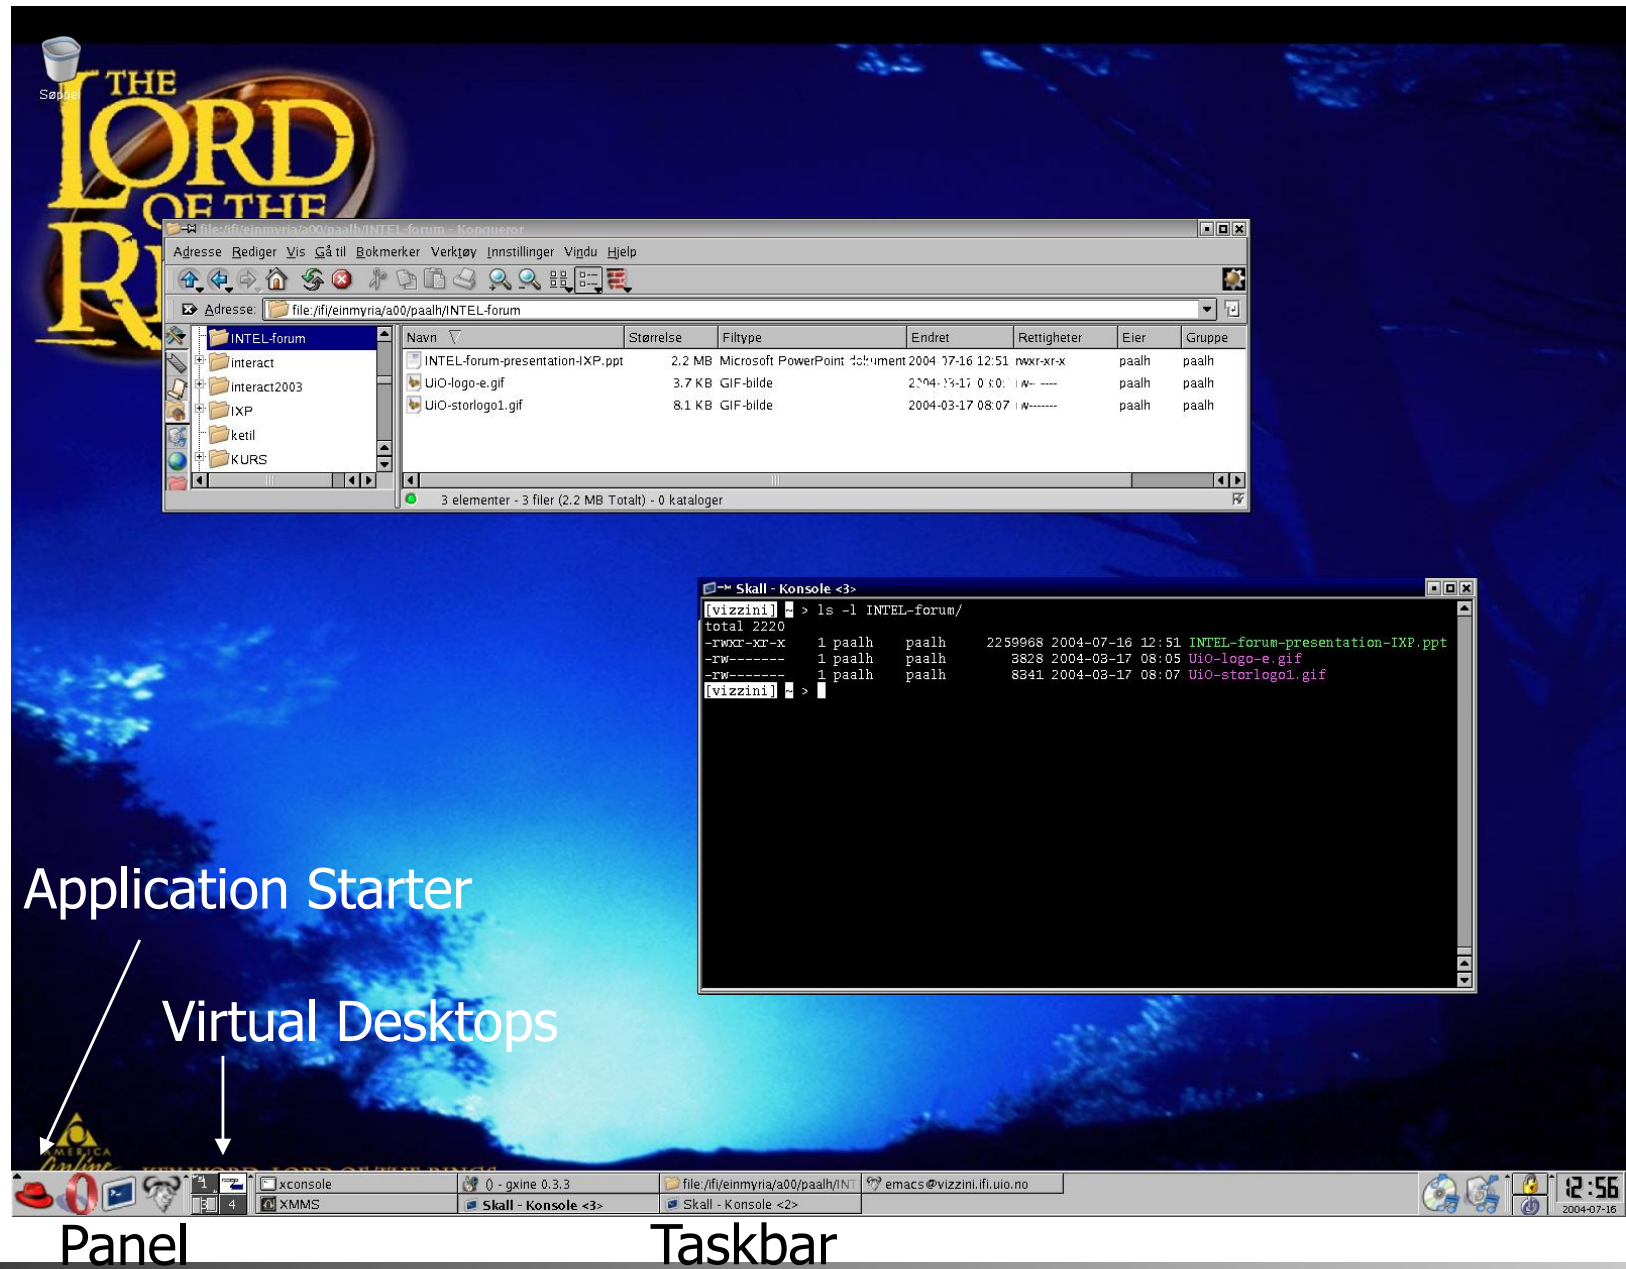 Søppel
THE
LORD
OF THE
file:/ifi/einmyria/a00/paalh/INTEL-forum - Konqueror
Adresse Rediger Vis Gå til Bokmerker Verktøy Innstillinger Vindu Hjelp
Adresse: file:/ifi/einmyria/a00/paalh/INTEL-forum
INTEL-forum
interact
interact2003
IXP
ketil
KURS
Navn Størrelse Filtype Endret Rettigheter Eier Gruppe
INTEL-forum-presentation-IXP.ppt 2.2 MB Microsoft PowerPoint 2004-07-16 12:51 rwxr-xr-x paalh paalh
UiO-logo-e.gif 3.7 KB GIF-bilde paalh paalh
UiO-storlogo1.gif 8.1 KB GIF-bilde 2004-03-17 08:07 rw------- paalh paalh
3 elementer - 3 filer (2.2 MB Totalt) - 0 kataloger
Skall - Konsole <3>
[vizzini] ~ > ls -l INTEL-forum/
total 2220
-rwxr-xr-x 1 paalh paalh 2259968 2004-07-16 12:51 INTEL-forum-presentation-IXP.ppt
-rw------- 1 paalh paalh 3828 2004-03-17 08:05 UiO-logo-e.gif
-rw------- 1 paalh paalh 8341 2004-03-17 08:07 UiO-storlogo1.gif
[vizzini] ~ >
Application Starter
Virtual Desktops
AMERICA
Online
KEYWORD: LORD OF THE RINGS
1
3 4
xconsole
XMMS
() - gxine 0.3.3
Skall - Konsole <3>
file:/ifi/einmyria/a00/paalh/INT
Skall - Konsole <2>
emacs@vizzini.ifi.uio.no
12:56
2004-07-16
Panel
Taskbar